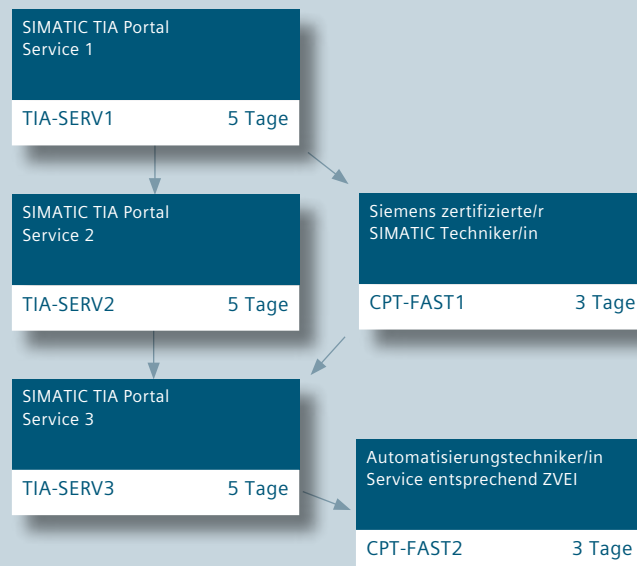 SIMATIC TIA Portal
Service 1
TIA-SERV1 5 Tage
SIMATIC TIA Portal
Service 2
TIA-SERV2 5 Tage
Siemens zertifizierte/r
SIMATIC Techniker/in
CPT-FAST1 3 Tage
SIMATIC TIA Portal
Service 3
TIA-SERV3 5 Tage
Automatisierungstechniker/in
Service entsprechend ZVEI
CPT-FAST2 3 Tage